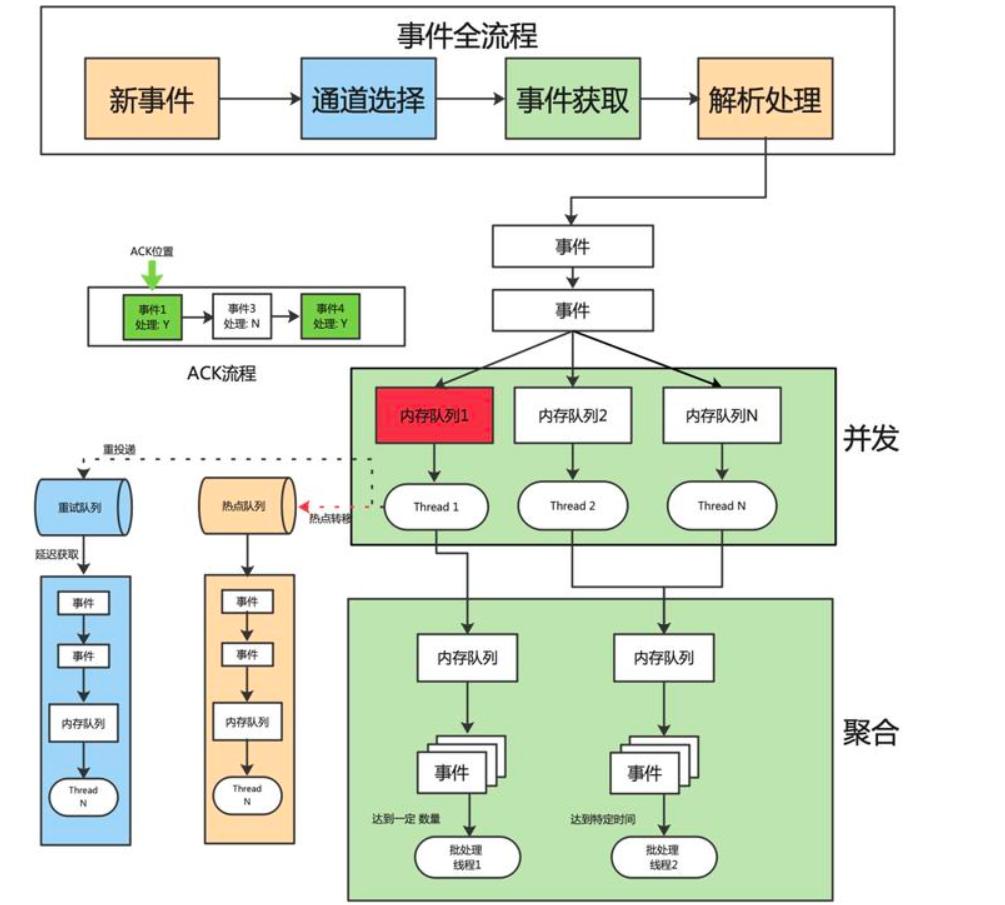 事件全流程
新事件
通道选择
事件获取
解析处理
事件
事件
ACK位置
事件1
处理: Y
事件3
处理: N
事件4
处理: Y
ACK流程
内存队列1
内存队列2
内存队列N
并发
Thread 1
Thread 2
Thread N
重投递
热点转移
重试队列
热点队列
延迟获取
事件
事件
内存队列
Thread
N
事件
事件
内存队列
Thread
N
内存队列
内存队列
聚合
事件
事件
达到一定 数量
达到特定时间
批处理
线程1
批处理
线程2